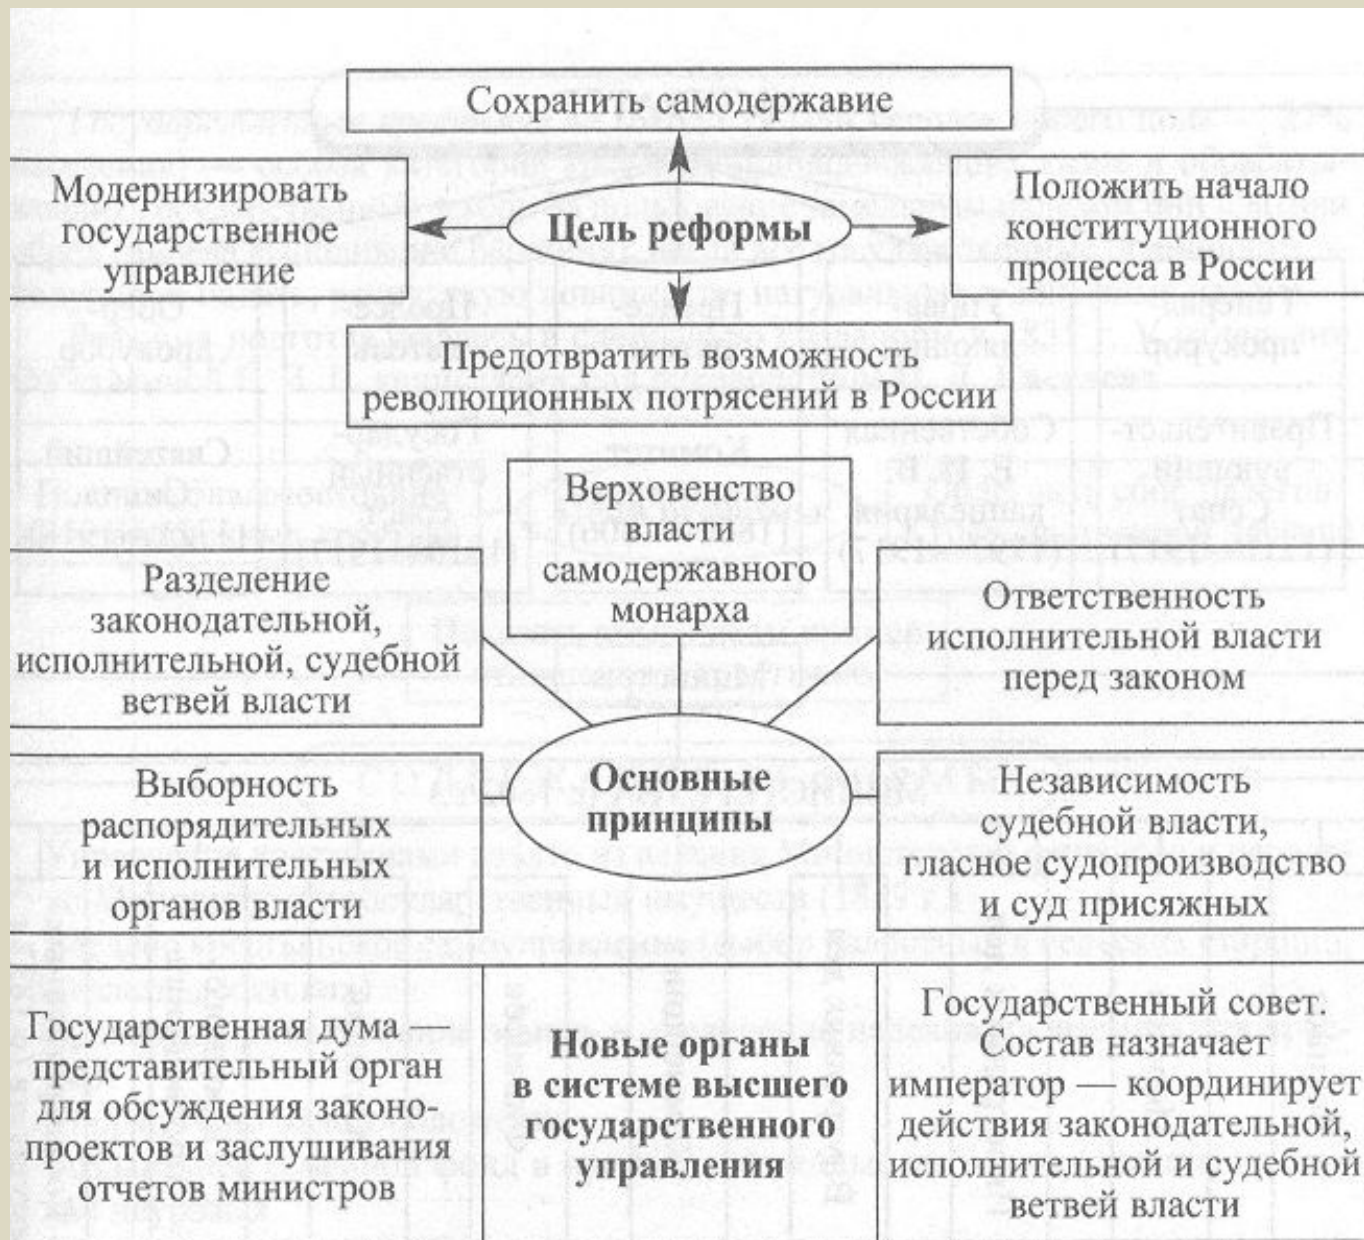 Сохранить самодержавие
Модернизировать
государственное
управление
Цель реформы
Положить начало
конституционного
процесса в России
Предотвратить возможность
революционных потрясений в России
Верховенство
власти
самодержавного
монарха
Разделение
законодательной,
исполнительной, судебной
ветвей власти
Ответственность
исполнительной власти
перед законом
Выборность
распорядительных
и исполнительных
органов власти
Основные
принципы
Независимость
судебной власти,
гласное судопроизводство
и суд присяжных
Государственная дума —
представительный орган
для обсуждения законо-
проектов и заслушивания
отчетов министров
Новые органы
в системе высшего
государственного
управления
Государственный совет.
Состав назначает
император — координирует
действия законодательной,
исполнительной и судебной
ветвей власти